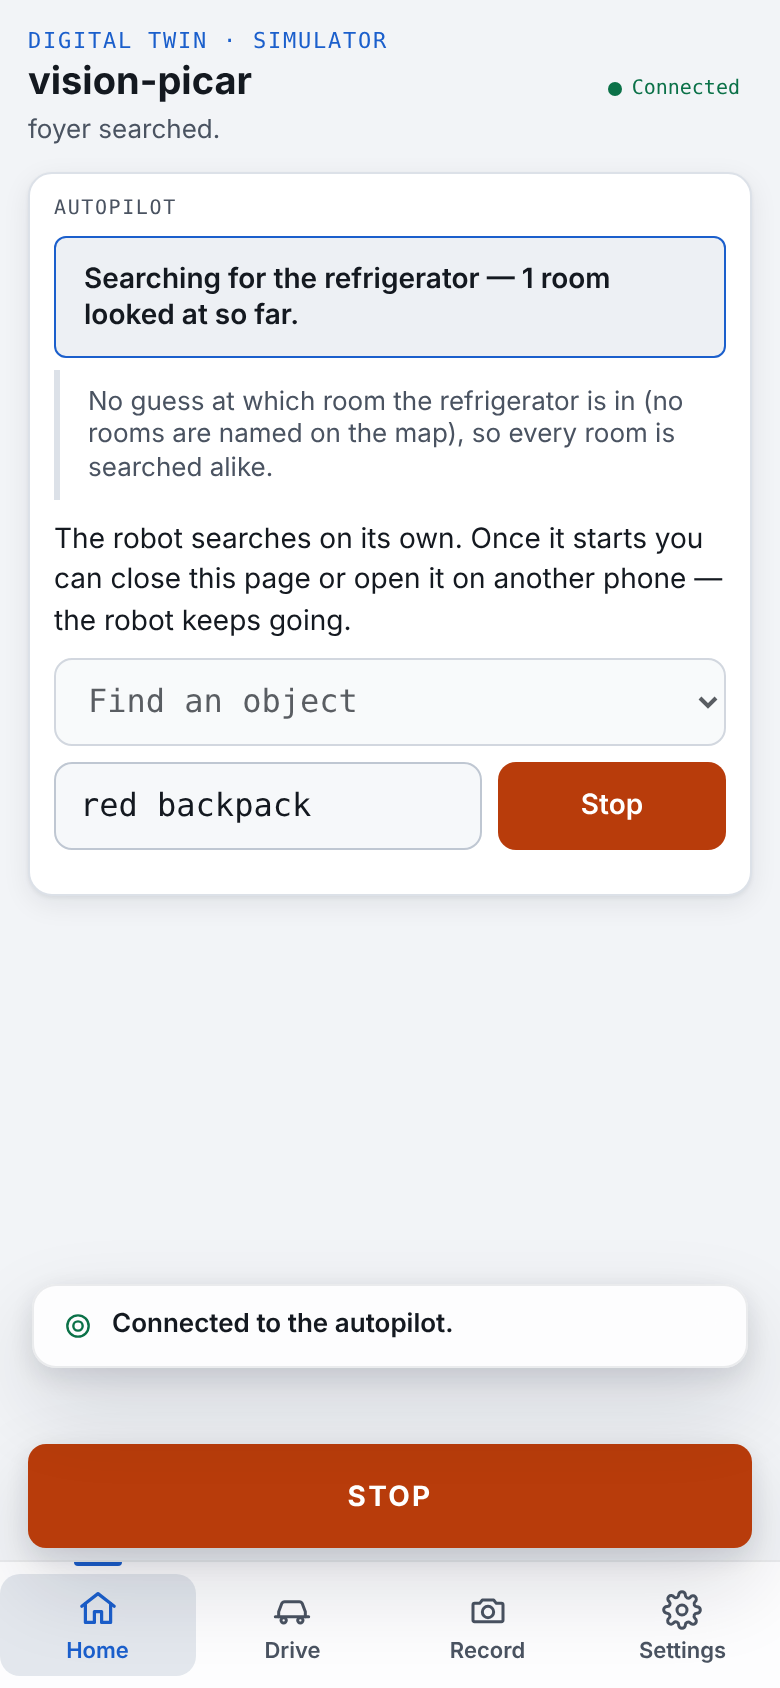 DIGITAL TWIN · SIMULATOR
vision-picar
Connected
foyer searched.
AUTOPILOT
Searching for the refrigerator — 1 room
looked at so far.
No guess at which room the refrigerator is in (no
rooms are named on the map), so every room is
searched alike.
The robot searches on its own. Once it starts you
can close this page or open it on another phone —
the robot keeps going.
Find an object
red backpack
Stop
Connected to the autopilot.
STOP
Home
Drive
Record
Settings